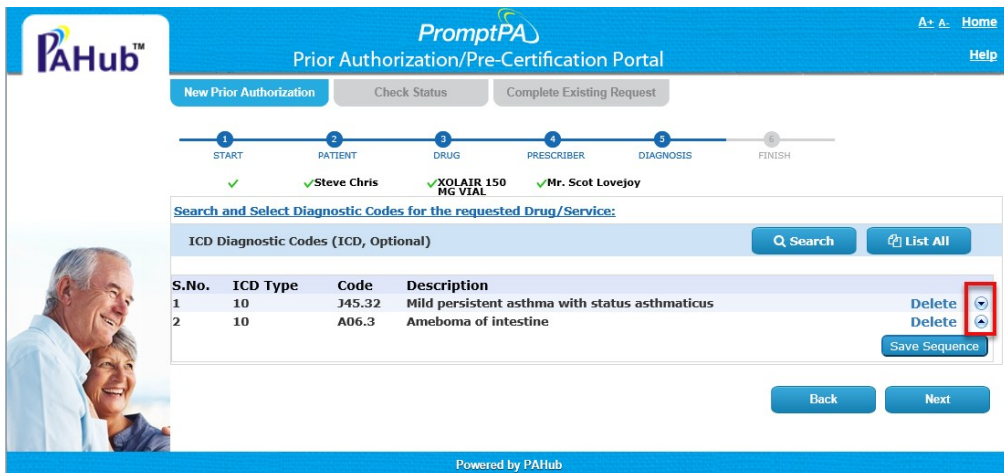 PAHub™
PromptPA
Prior Authorization/Pre-Certification Portal
A+ A- Home
Help
New Prior Authorization Check Status Complete Existing Request
1 2 3 4 5 6
START PATIENT DRUG PRESCRIBER DIAGNOSIS FINISH
Steve Chris XOLAIR 150 Mr. Scot Lovejoy
MG VIAL
Search and Select Diagnostic Codes for the requested Drug/Service:
ICD Diagnostic Codes (ICD, Optional) Search List All
S.No. ICD Type Code Description
1 10 J45.32 Mild persistent asthma with status asthmaticus Delete
2 10 A06.3 Ameboma of intestine Delete
Save Sequence
Back Next
Powered by PAHub